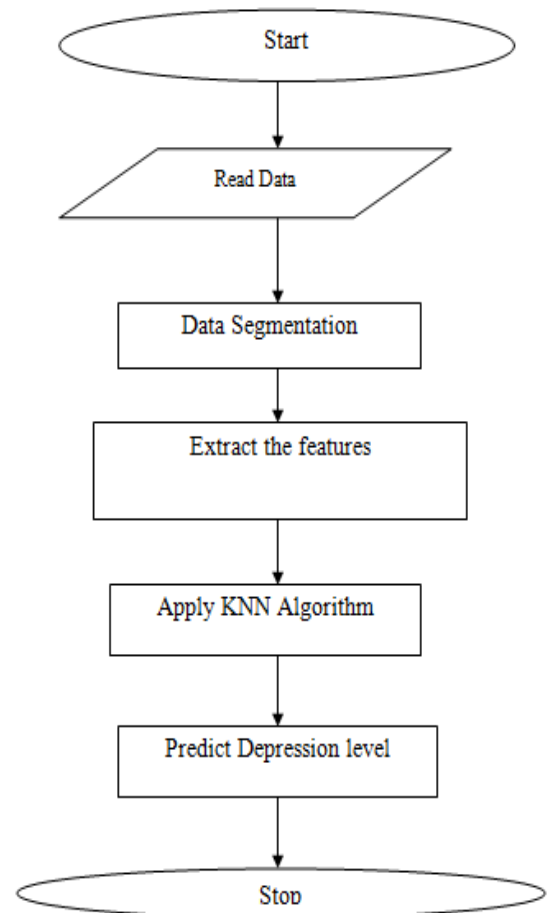 Start
Read Data
Data Segmentation
Extract the features
Apply KNN Algorithm
Predict Depression level
Stop